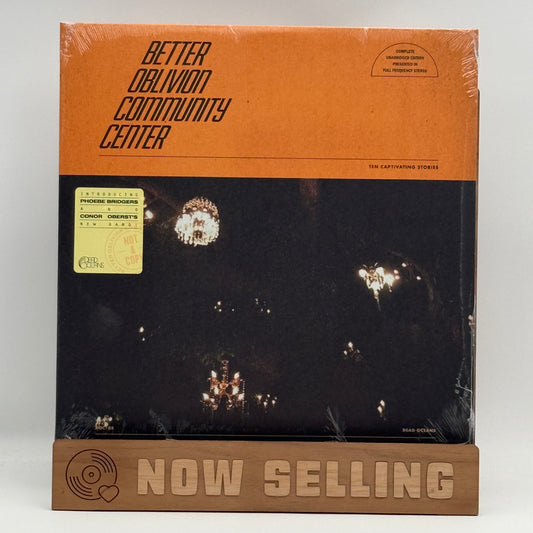 BETTER
OBLIVION
COMMUNITY
CENTER
COMPLETE
UNABRIDGED EDITION
PRESENTED IN
FULL FREQUENCY STEREO
TEN CAPTIVATING STORIES
INTRODUCING
PHOEBE BRIDGERS
AND
CONOR OBERST'S
NEW BAND!
NOT
A COPY
DEAD
OCEANS
DEAD OCEANS
NOW SELLING